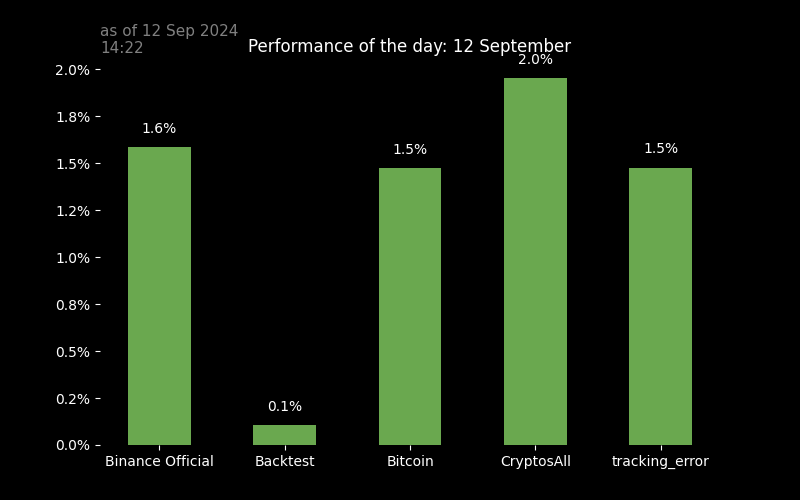 as of 12 Sep 2024
14:22
Performance of the day: 12 September
2.0%
1.8%
1.5%
1.2%
1.0%
0.8%
0.5%
0.2%
0.0%
1.6%
0.1%
1.5%
2.0%
1.5%
Binance Official
Backtest
Bitcoin
CryptosAll
tracking_error